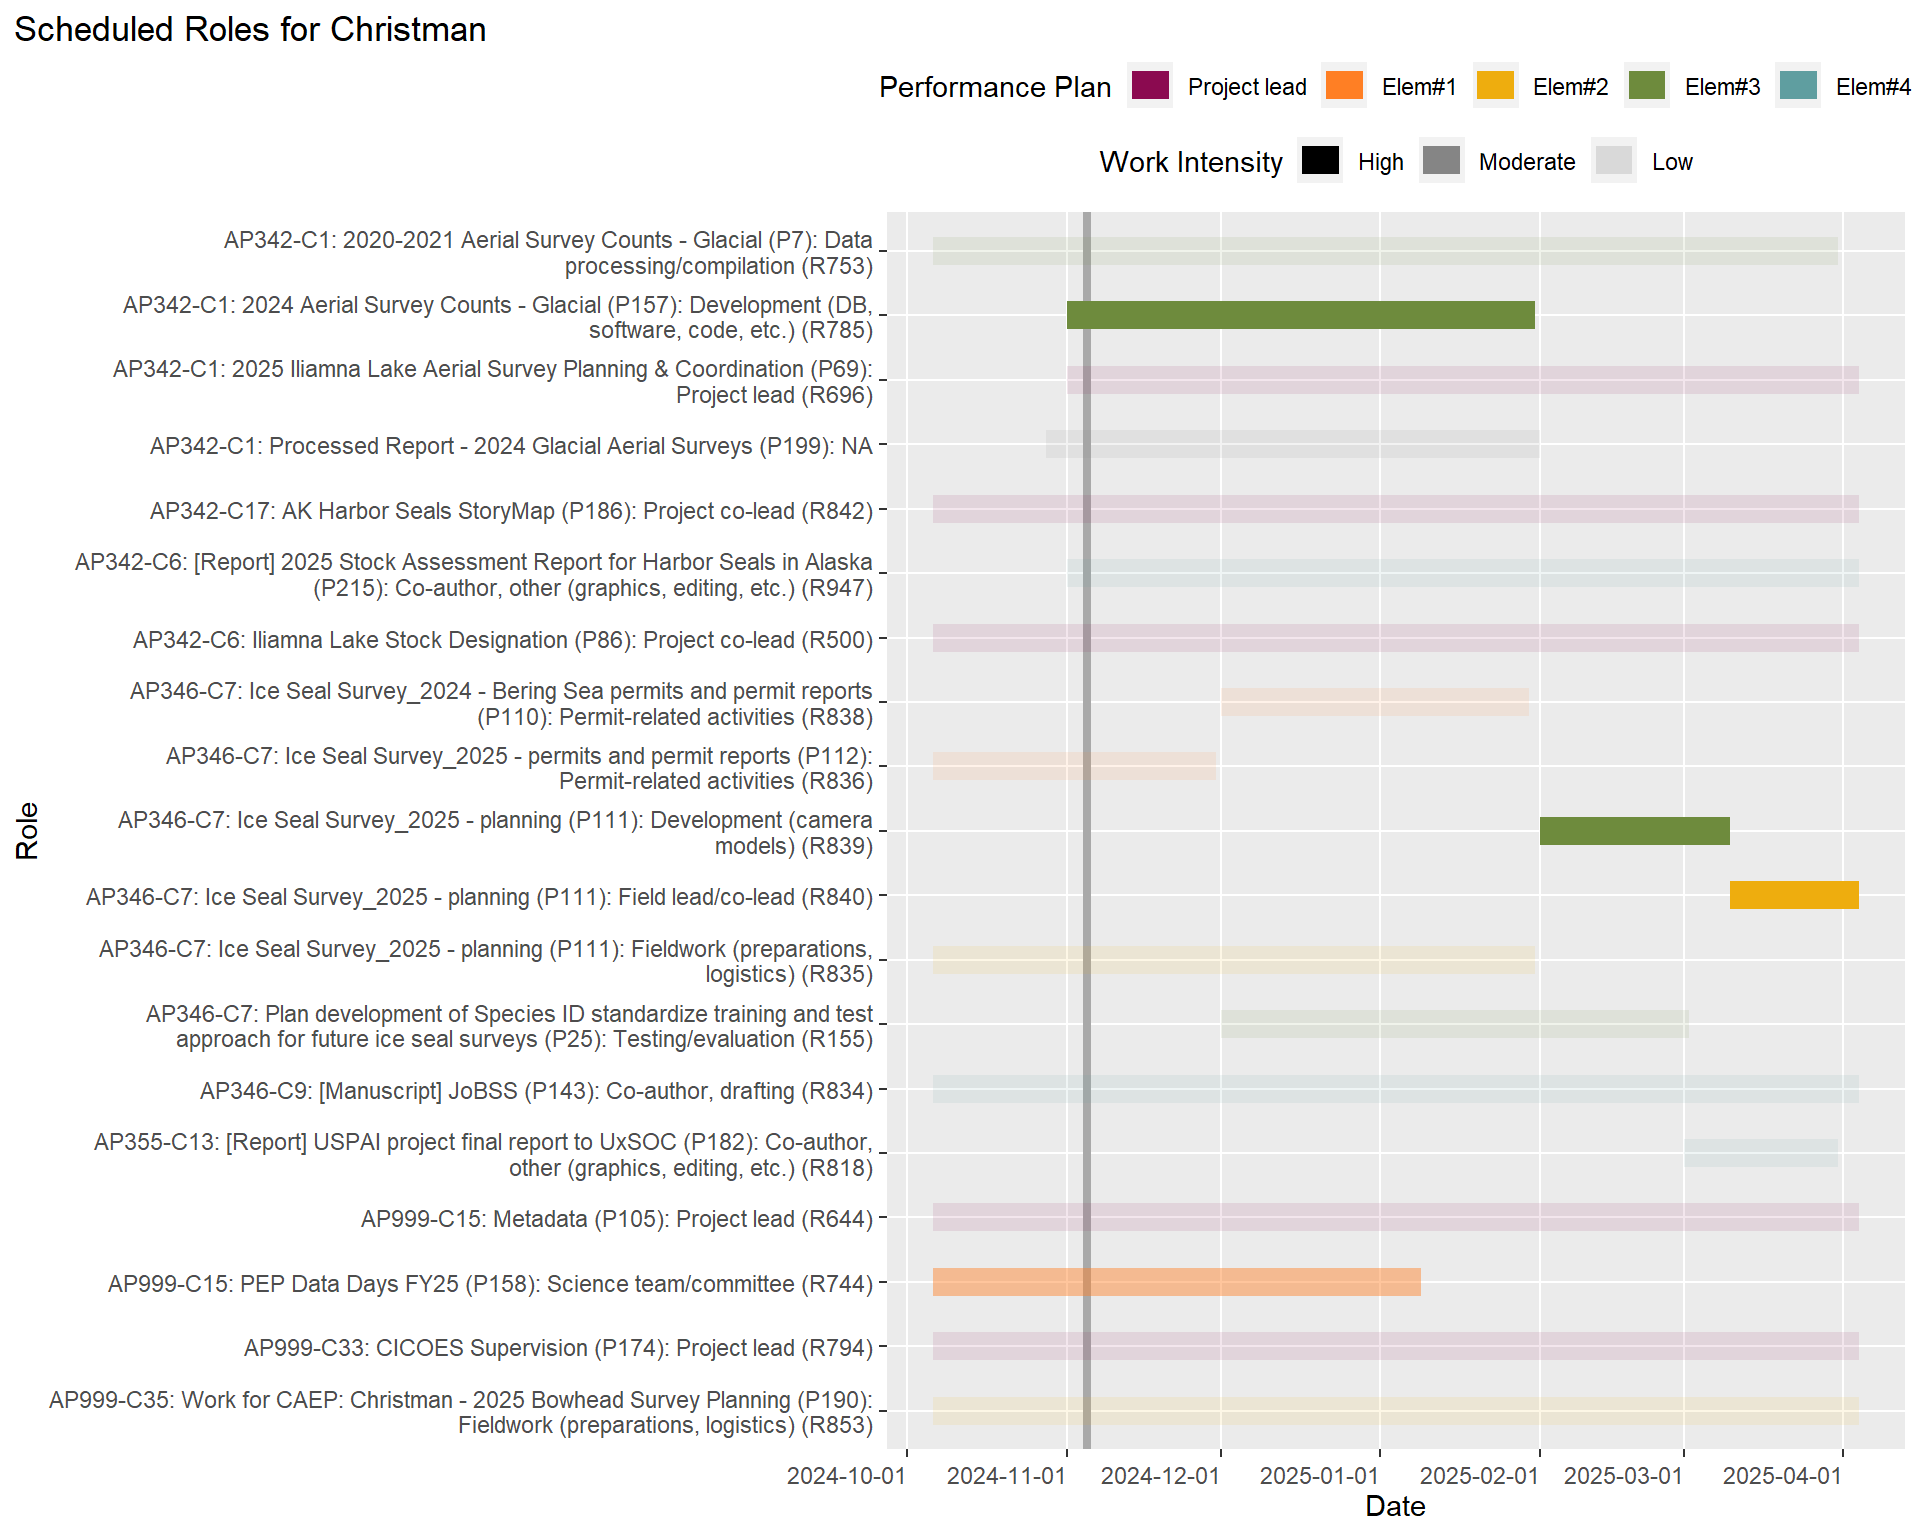 Scheduled Roles for Christman
Performance Plan Project lead Elem#1 Elem#2 Elem#3 Elem#4
Work Intensity High Moderate Low
AP342-C1: 2020-2021 Aerial Survey Counts - Glacial (P7): Data
processing/compilation (R753)
AP342-C1: 2024 Aerial Survey Counts - Glacial (P157): Development (DB,
software, code, etc.) (R785)
AP342-C1: 2025 Iliamna Lake Aerial Survey Planning & Coordination (P69):
Project lead (R696)
AP342-C1: Processed Report - 2024 Glacial Aerial Surveys (P199): NA
AP342-C17: AK Harbor Seals StoryMap (P186): Project co-lead (R842)
AP342-C6: [Report] 2025 Stock Assessment Report for Harbor Seals in Alaska
(P215): Co-author, other (graphics, editing, etc.) (R947)
AP342-C6: Iliamna Lake Stock Designation (P86): Project co-lead (R500)
AP346-C7: Ice Seal Survey_2024 - Bering Sea permits and permit reports
(P110): Permit-related activities (R838)
AP346-C7: Ice Seal Survey_2025 - permits and permit reports (P112):
Permit-related activities (R836)
AP346-C7: Ice Seal Survey_2025 - planning (P111): Development (camera
models) (R839)
AP346-C7: Ice Seal Survey_2025 - planning (P111): Field lead/co-lead (R840)
AP346-C7: Ice Seal Survey_2025 - planning (P111): Fieldwork (preparations,
logistics) (R835)
AP346-C7: Plan development of Species ID standardize training and test
approach for future ice seal surveys (P25): Testing/evaluation (R155)
AP346-C9: [Manuscript] JoBSS (P143): Co-author, drafting (R834)
AP355-C13: [Report] USPAI project final report to UxSOC (P182): Co-author,
other (graphics, editing, etc.) (R818)
AP999-C15: Metadata (P105): Project lead (R644)
AP999-C15: PEP Data Days FY25 (P158): Science team/committee (R744)
AP999-C33: CICOES Supervision (P174): Project lead (R794)
AP999-C35: Work for CAEP: Christman - 2025 Bowhead Survey Planning (P190):
Fieldwork (preparations, logistics) (R853)
Role
2024-10-01 2024-11-01 2024-12-01 2025-01-01 2025-02-01 2025-03-01 2025-04-01
Date